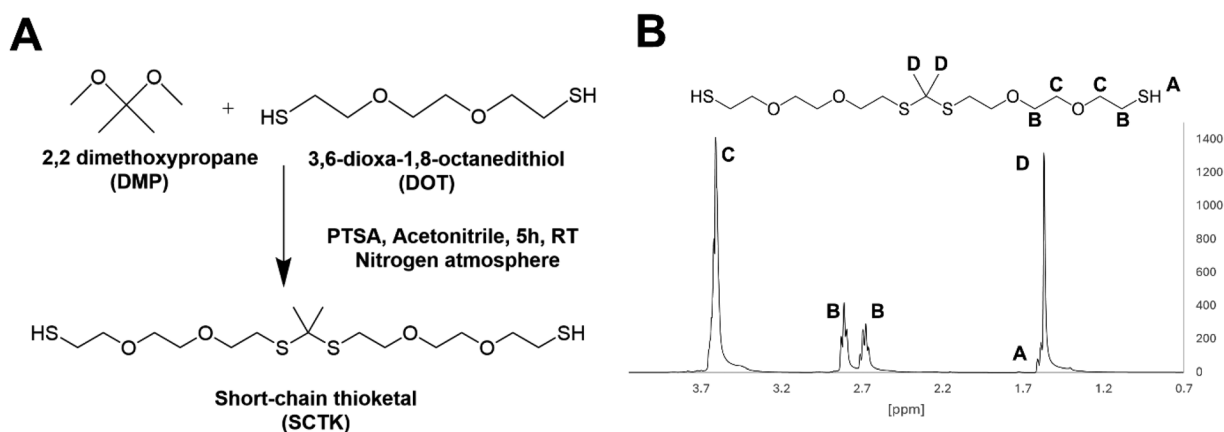 A
O O
+
HS O O SH
2,2 dimethoxypropane
(DMP)
3,6-dioxa-1,8-octanedithiol
(DOT)
PTSA, Acetonitrile, 5h, RT
Nitrogen atmosphere
HS O O S S O O SH
Short-chain thioketal
(SCTK)
B
D D
HS O O S S O C O C SH A
B B
C
B B
A
D
1400
1200
1000
800
600
400
200
0
3.7 3.2 2.7 2.2 1.7 1.2 0.7
[ppm]